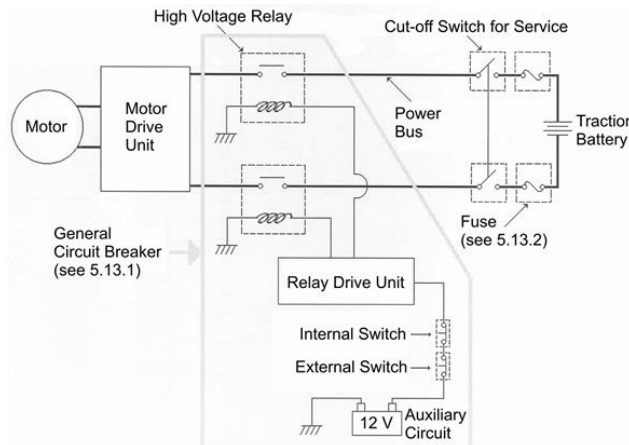 High Voltage Relay
Cut-off Switch for Service
Motor
Motor
Drive
Unit
Power
Bus
Traction
Battery
General
Circuit Breaker
(see 5.13.1)
Fuse
(see 5.13.2)
Relay Drive Unit
Internal Switch
External Switch
12 V
Auxiliary
Circuit